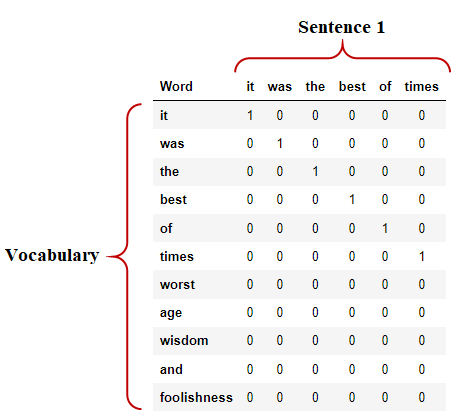 Sentence 1
Word it was the best of times
it 1 0 0 0 0 0
was 0 1 0 0 0 0
the 0 0 1 0 0 0
best 0 0 0 1 0 0
of 0 0 0 0 1 0
Vocabulary
times 0 0 0 0 0 1
worst 0 0 0 0 0 0
age 0 0 0 0 0 0
wisdom 0 0 0 0 0 0
and 0 0 0 0 0 0
foolishness 0 0 0 0 0 0